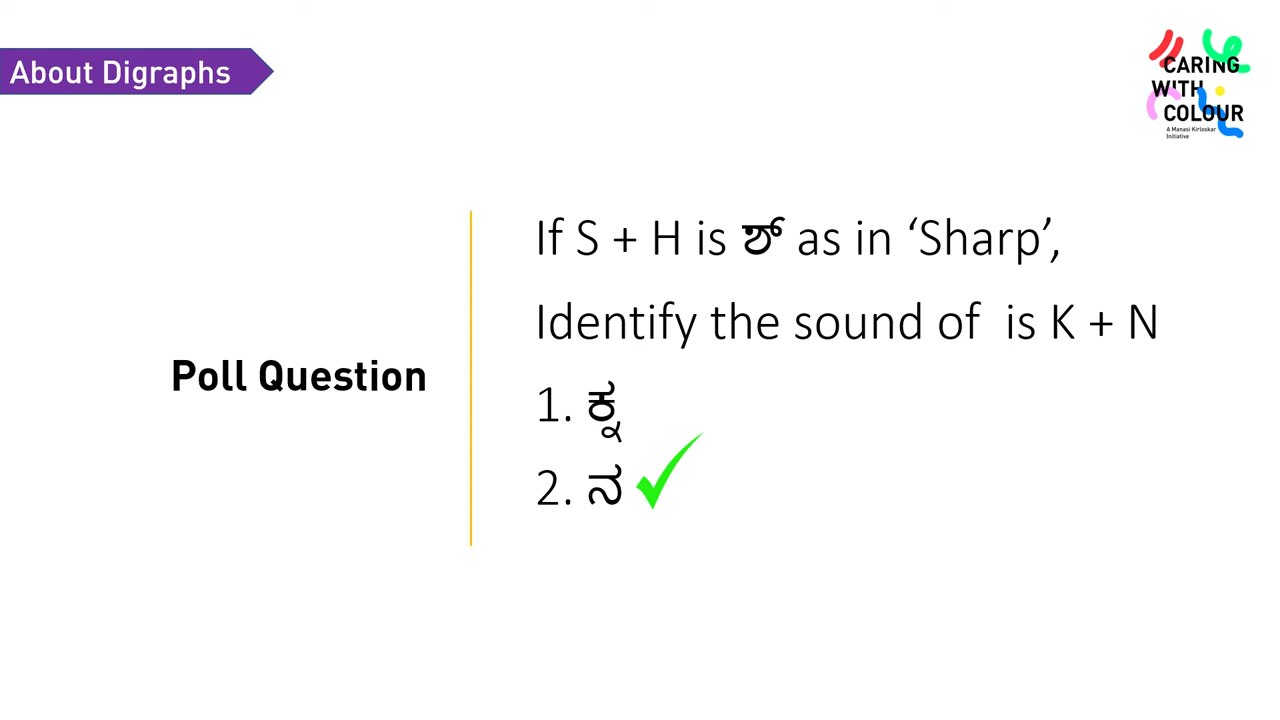 About Digraphs
CARING
WITH
COLOUR
A Manasi Kirloskar
Initiative
Poll Question
If S + H is ಶ್ as in ‘Sharp’,
Identify the sound of is K + N
1. ಕ್ನ
2. ನ